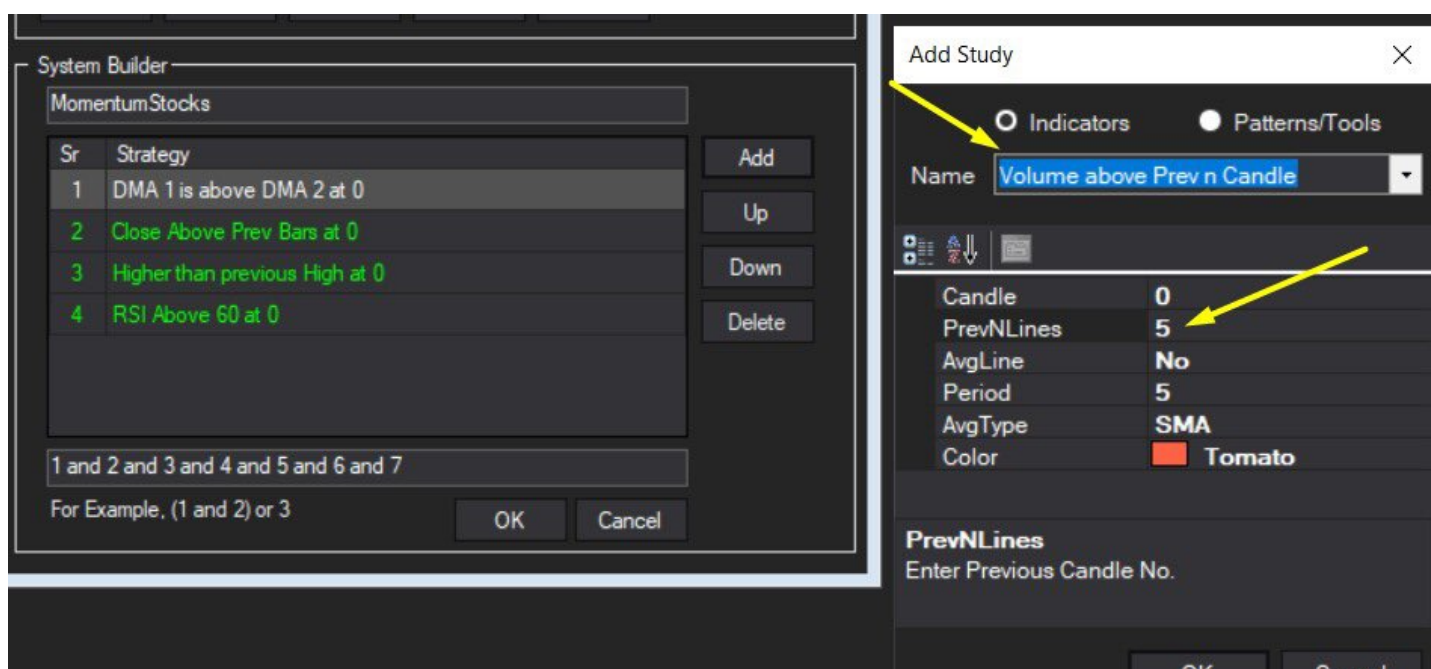 System Builder
MomentumStocks
Sr Strategy
1 DMA 1 is above DMA 2 at 0
2 Close Above Prev Bars at 0
3 Higher than previous High at 0
4 RSI Above 60 at 0
Add
Up
Down
Delete
1 and 2 and 3 and 4 and 5 and 6 and 7
For Example, (1 and 2) or 3
OK Cancel
Add Study
Indicators Patterns/Tools
Name Volume above Prev n Candle
Candle 0
PrevNLines 5
AvgLine No
Period 5
AvgType SMA
Color Tomato
PrevNLines
Enter Previous Candle No.